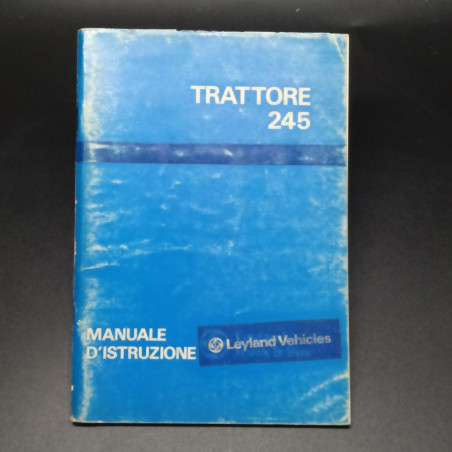 TRATTORE
245
MANUALE
D'ISTRUZIONE
Leyland Vehicles